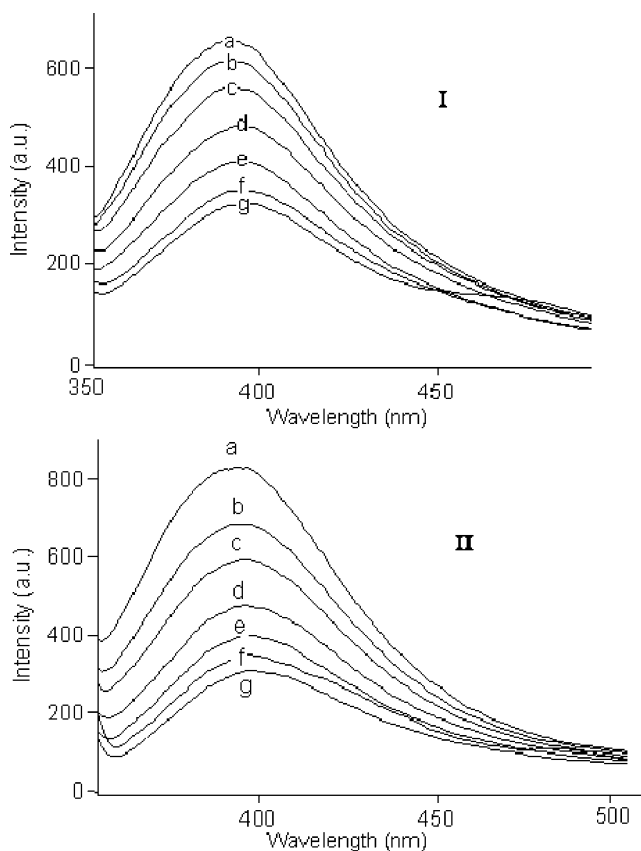 a
600
b
I
c
d
400
e
f
g
200
0
350
400
450
Intensity (a.u.)
Wavelength (nm)
a
800
b
II
c
600
d
400
e
f
g
200
0
400
450
500
Intensity (a.u.)
Wavelength (nm)